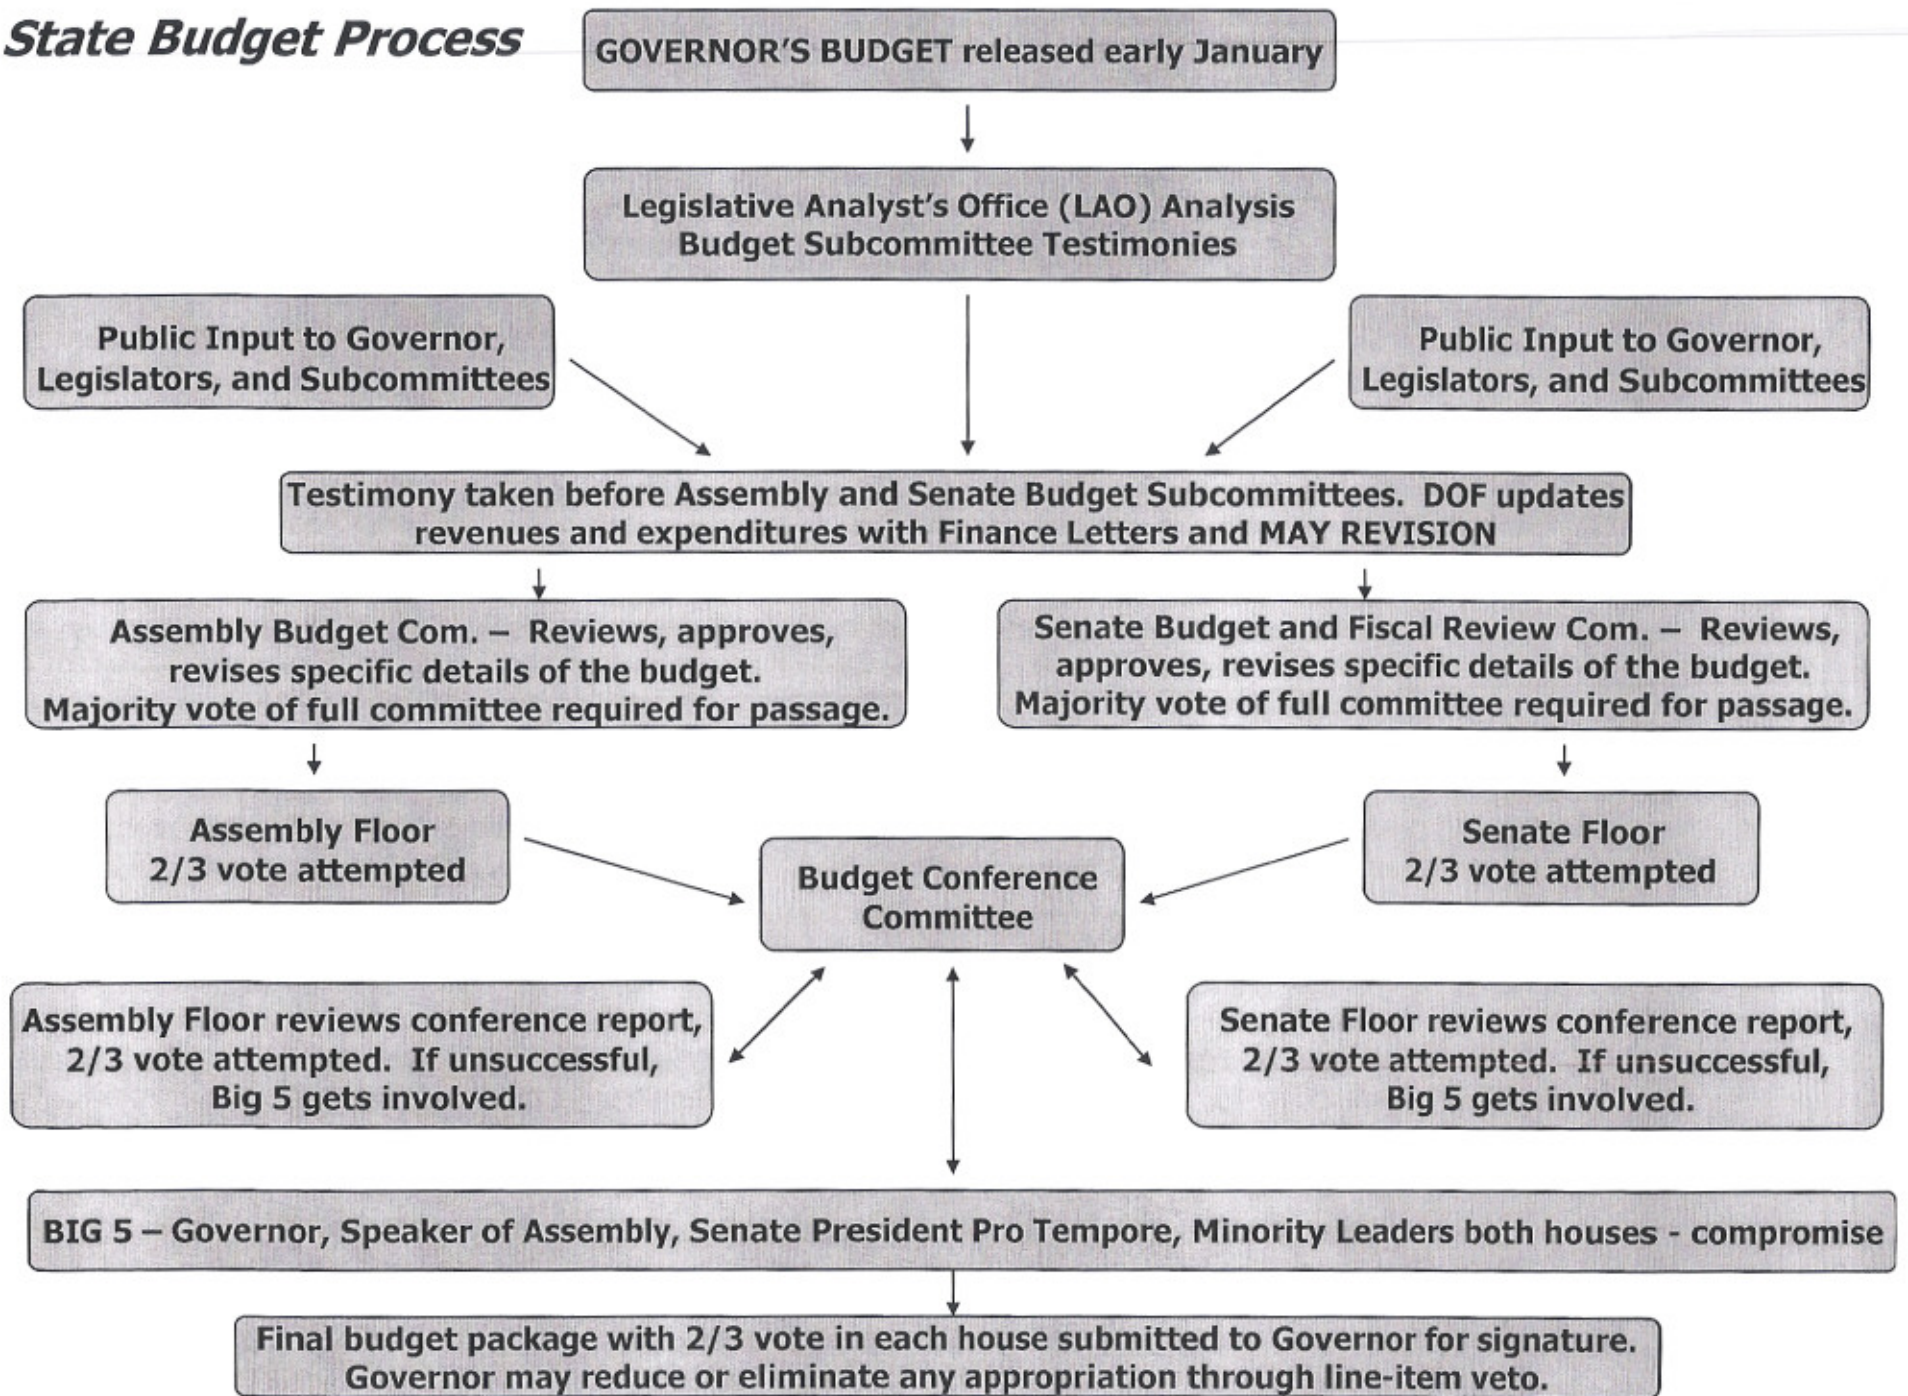 State Budget Process
GOVERNOR'S BUDGET released early January
Legislative Analyst's Office (LAO) Analysis
Budget Subcommittee Testimonies
Public Input to Governor,
Legislators, and Subcommittees
Public Input to Governor,
Legislators, and Subcommittees
Testimony taken before Assembly and Senate Budget Subcommittees. DOF updates
revenues and expenditures with Finance Letters and MAY REVISION
Assembly Budget Com. – Reviews, approves,
revises specific details of the budget.
Majority vote of full committee required for passage.
Senate Budget and Fiscal Review Com. – Reviews,
approves, revises specific details of the budget.
Majority vote of full committee required for passage.
Assembly Floor
2/3 vote attempted
Senate Floor
2/3 vote attempted
Budget Conference
Committee
Assembly Floor reviews conference report,
2/3 vote attempted. If unsuccessful,
Big 5 gets involved.
Senate Floor reviews conference report,
2/3 vote attempted. If unsuccessful,
Big 5 gets involved.
BIG 5 – Governor, Speaker of Assembly, Senate President Pro Tempore, Minority Leaders both houses - compromise
Final budget package with 2/3 vote in each house submitted to Governor for signature.
Governor may reduce or eliminate any appropriation through line-item veto.